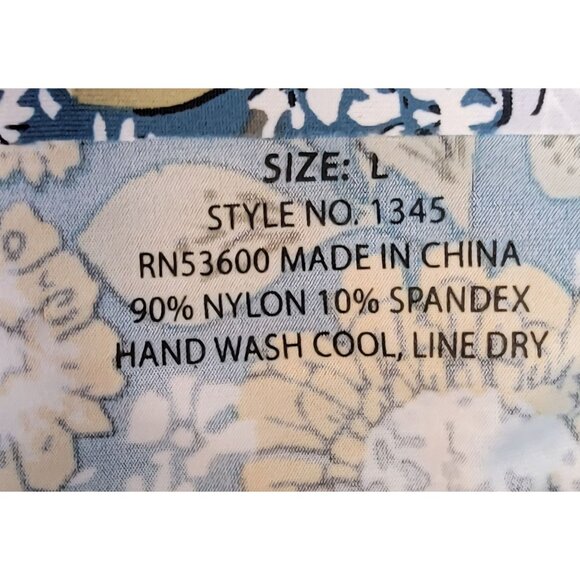 SIZE: L
STYLE NO. 1345
RN53600 MADE IN CHINA
90% NYLON 10% SPANDEX
HAND WASH COOL, LINE DRY